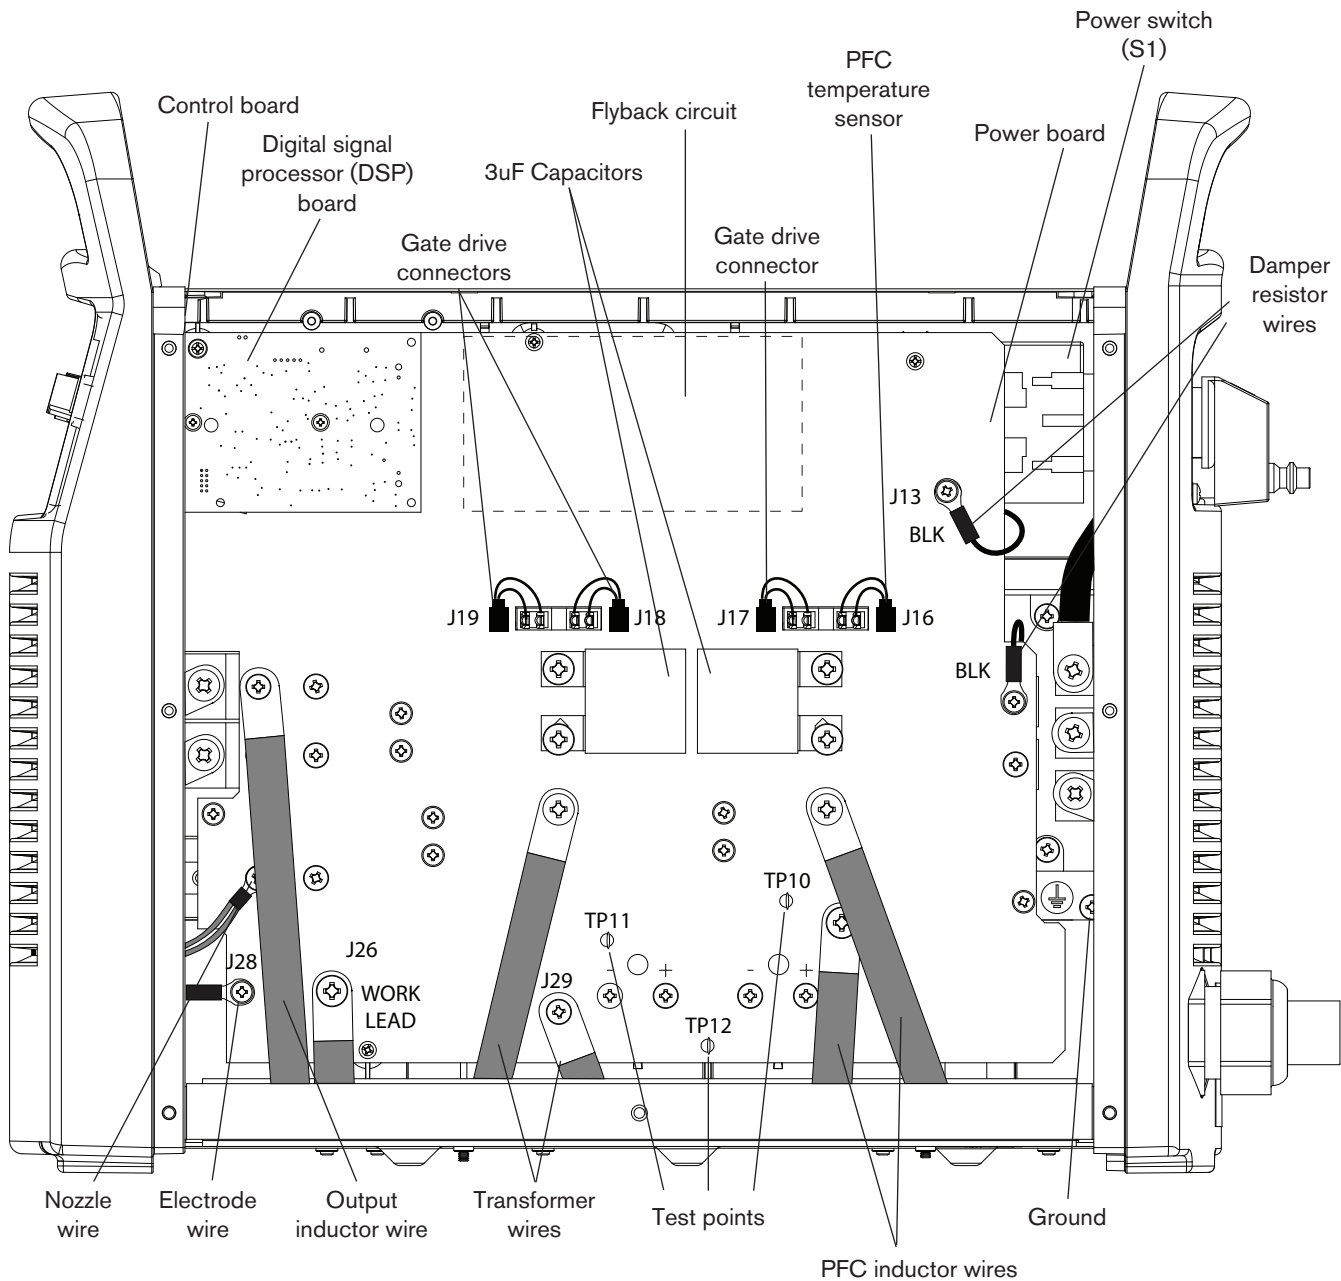 Power switch
(S1)
PFC
temperature
sensor
Control board
Flyback circuit
Power board
Digital signal
processor (DSP)
board
3uF Capacitors
Gate drive
connectors
Gate drive
connector
Damper
resistor
wires
J13
BLK
J19
J18
J17
J16
BLK
TP10
TP11
J28
J26
J29
WORK
LEAD
- +
- +
TP12
Nozzle
wire
Electrode
wire
Output
inductor wire
Transformer
wires
Test points
Ground
PFC inductor wires